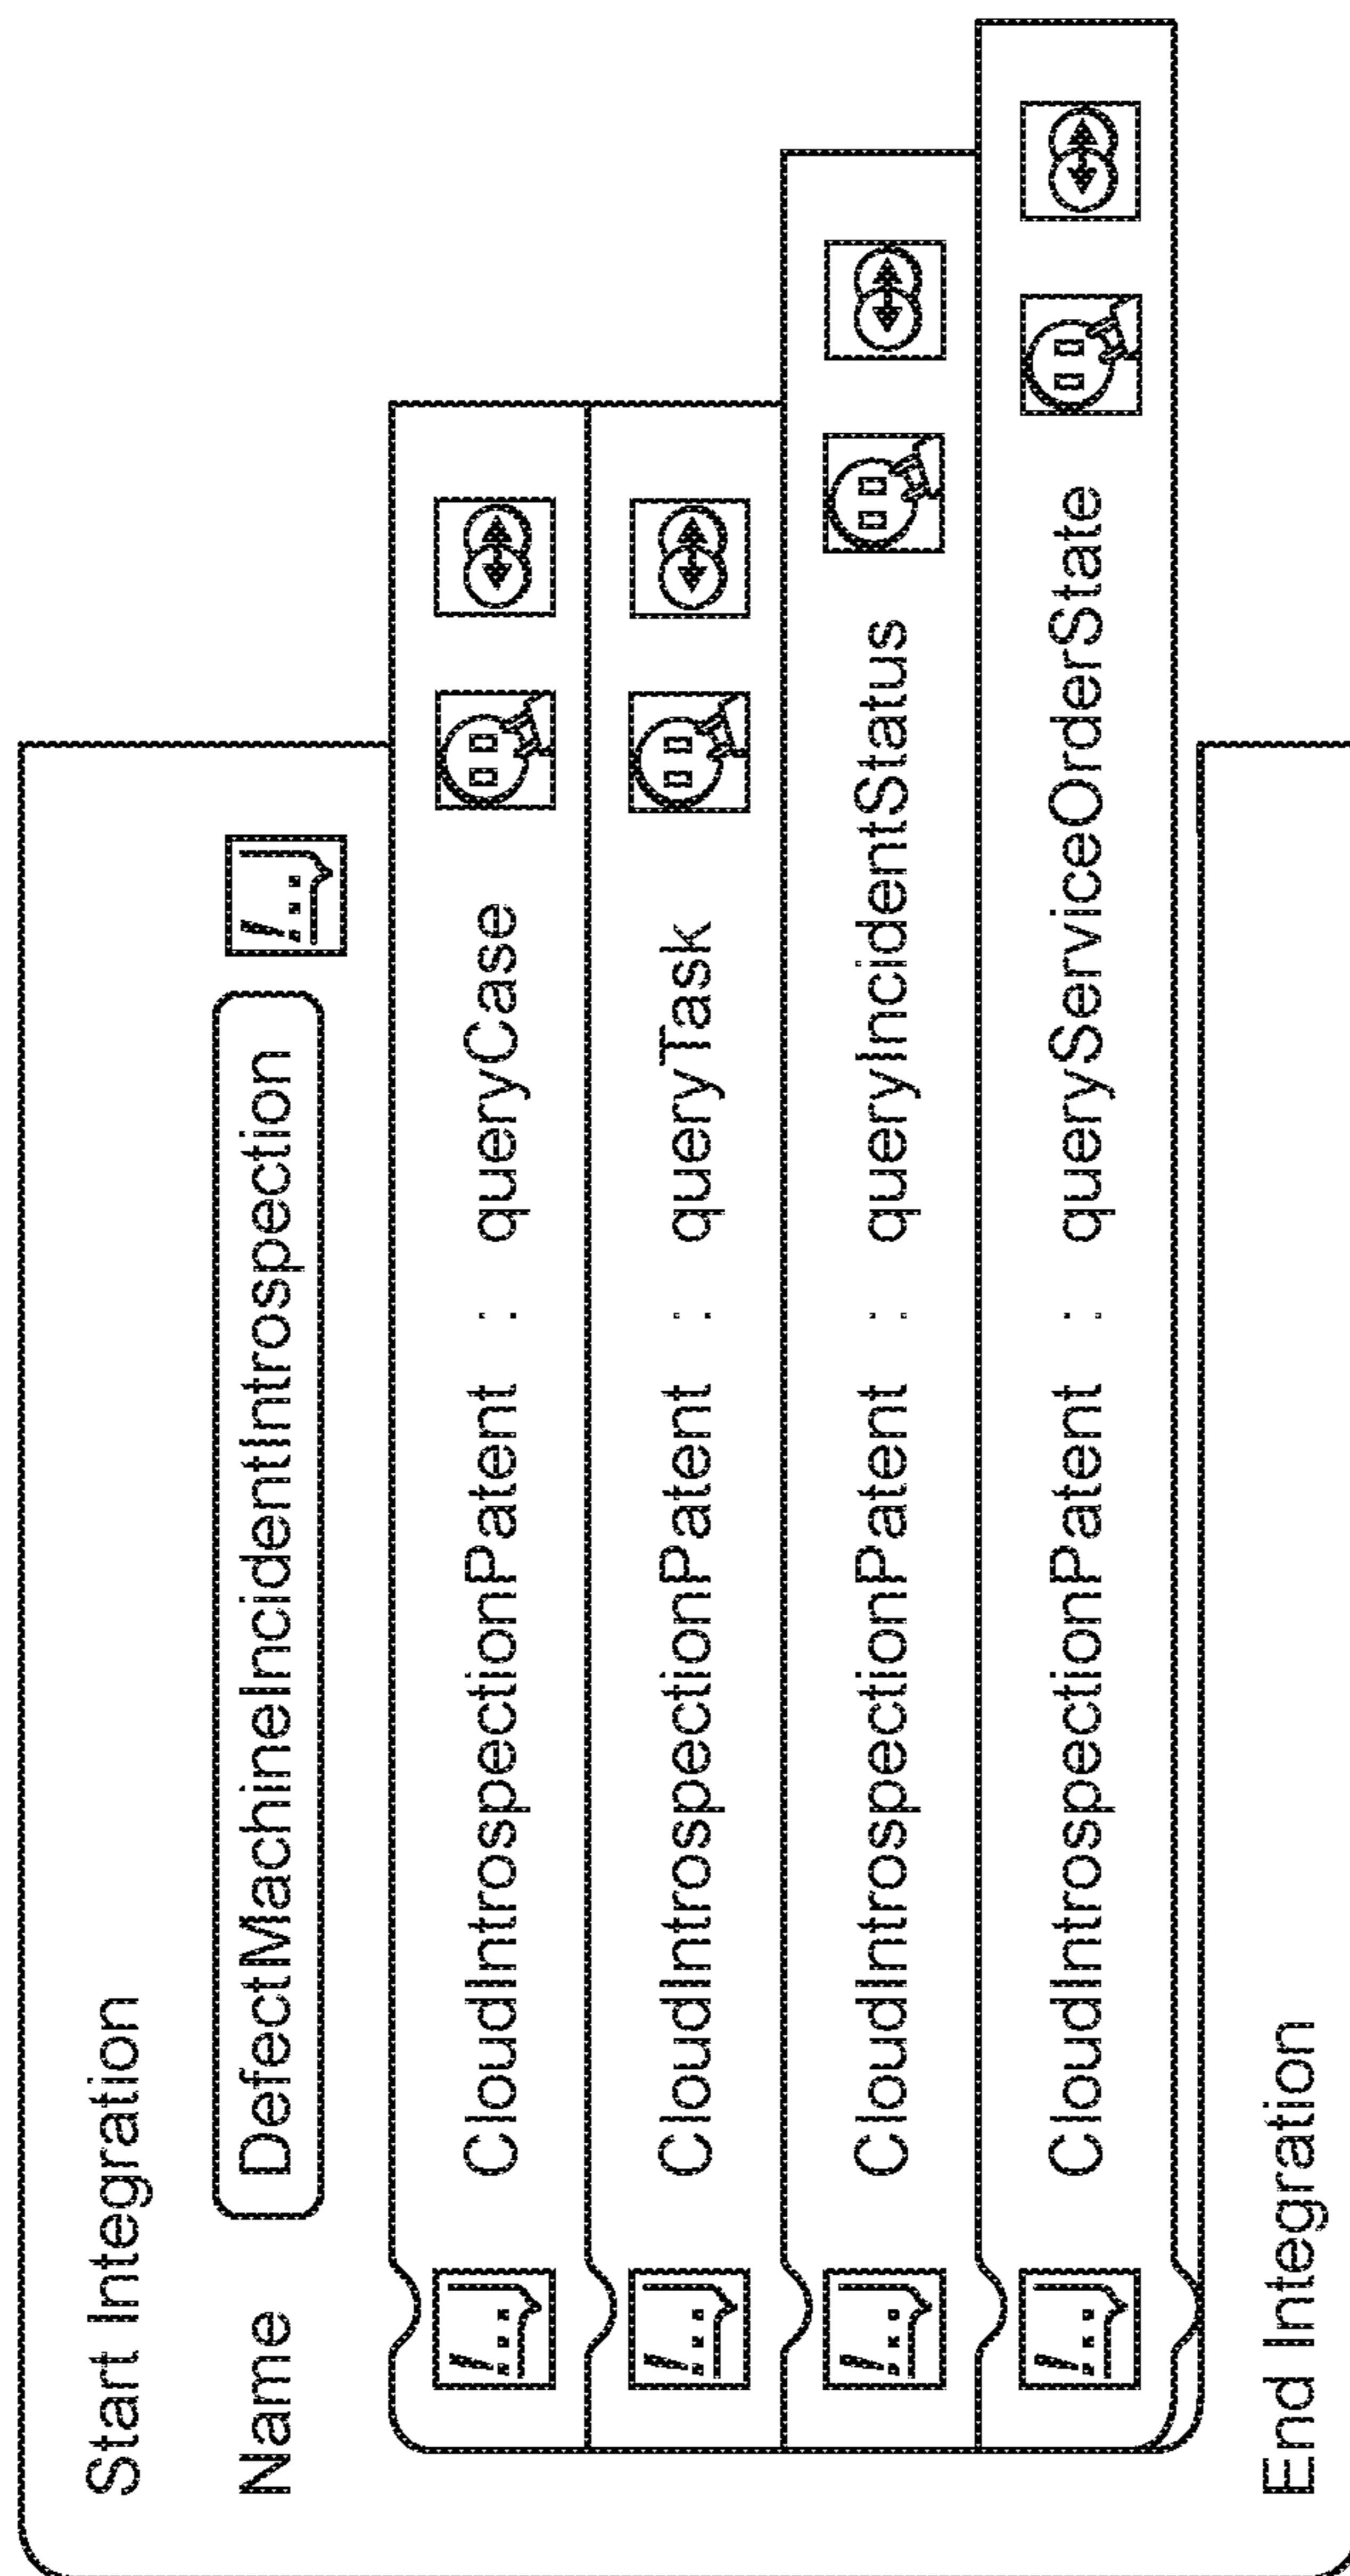 Start Integration
Name DefectMachineIncidentIntrospection
CloudIntrospectionPatent : queryCase
CloudIntrospectionPatent : queryTask
CloudIntrospectionPatent : queryIncidentStatus
CloudIntrospectionPatent : queryServiceOrderState
End Integration